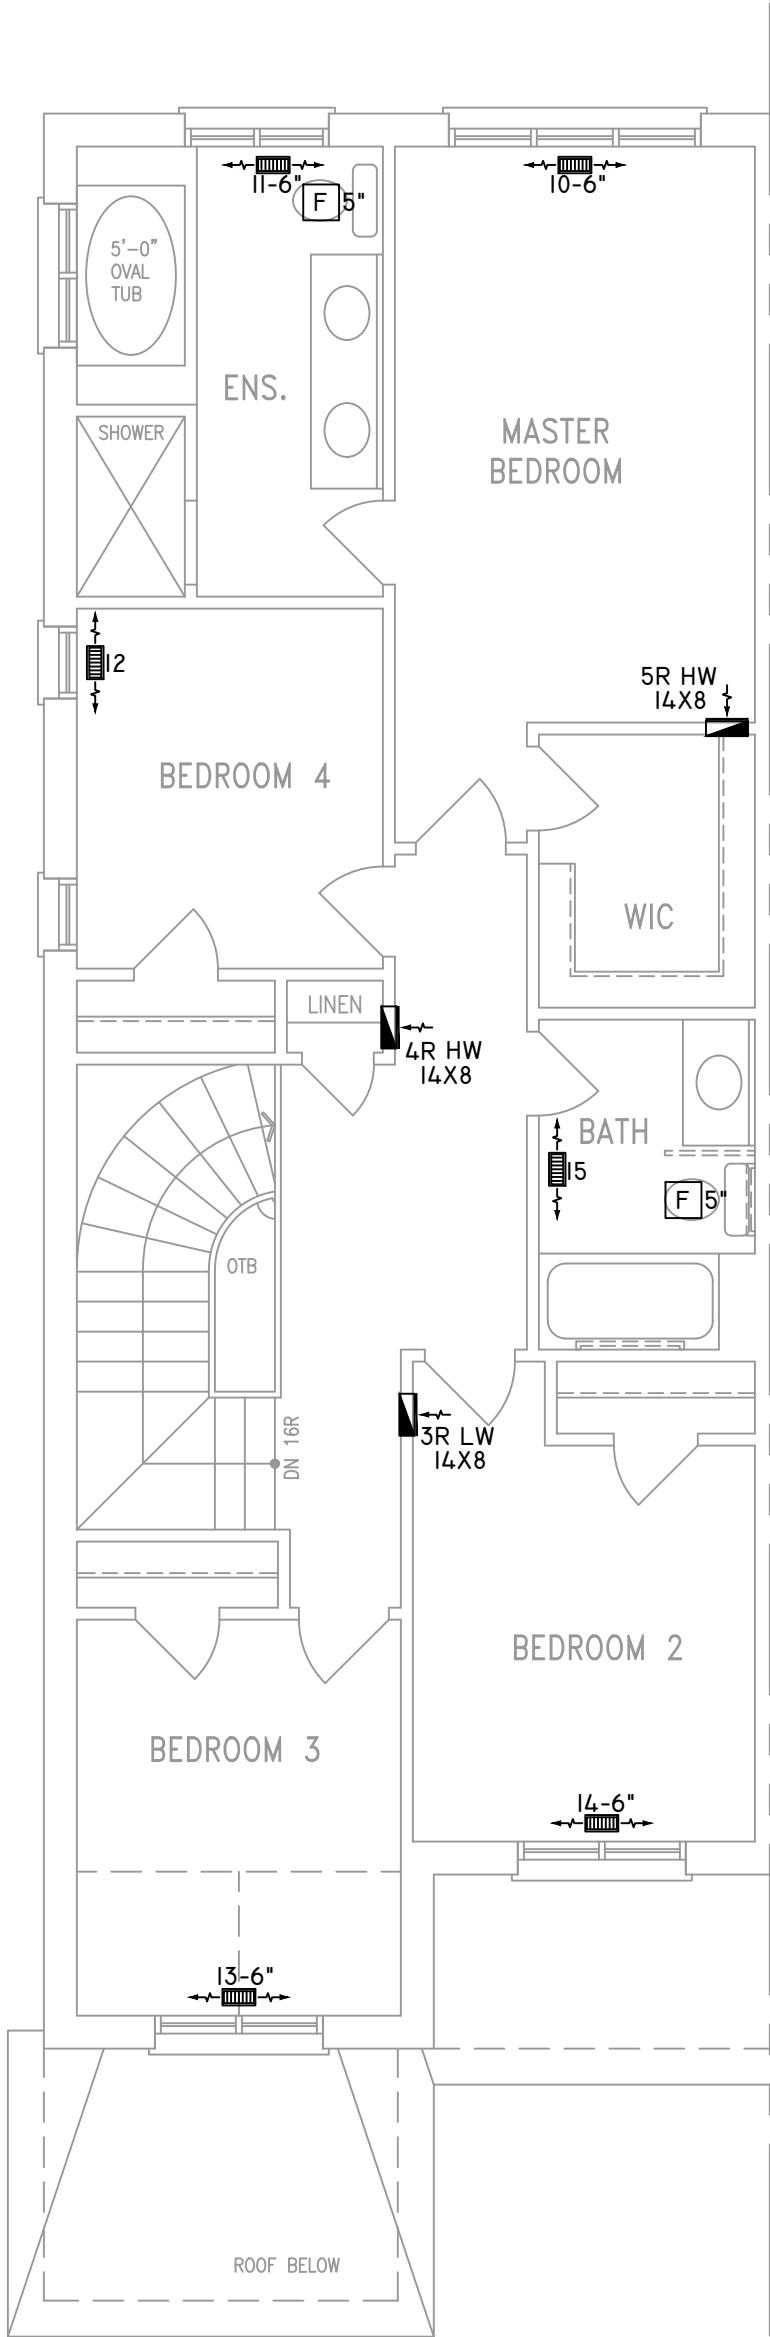 11-6"
10-6"
F 5"
5'-0"
OVAL
TUB
ENS.
SHOWER
MASTER
BEDROOM
12
5R HW
14X8
BEDROOM 4
WIC
LINEN
4R HW
14X8
BATH
15
F 5"
OTB
3R LW
14X8
DN 16R
BEDROOM 2
BEDROOM 3
14-6"
13-6"
ROOF BELOW